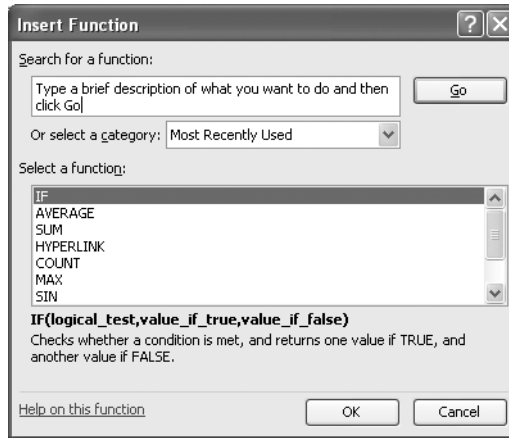 Insert Function
Search for a function:
Type a brief description of what you want to do and then
click Go
Go
Or select a category: Most Recently Used
Select a function:
IF
AVERAGE
SUM
HYPERLINK
COUNT
MAX
SIN
IF(logical_test,value_if_true,value_if_false)
Checks whether a condition is met, and returns one value if TRUE, and
another value if FALSE.
Help on this function
OK
Cancel